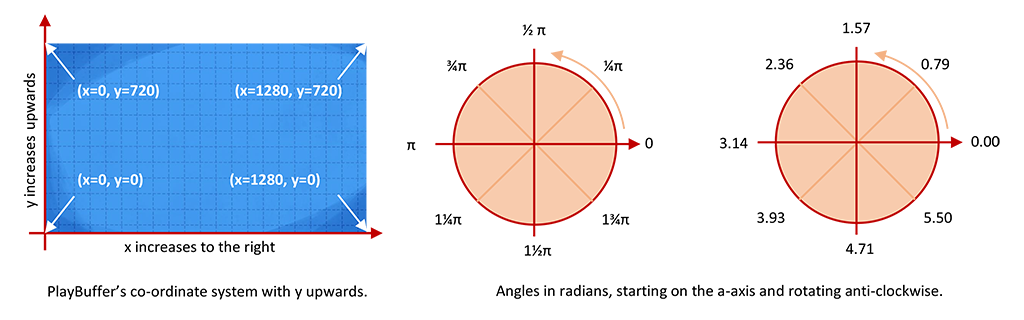 y increases upwards
(x=0, y=720)
(x=1280, y=720)
(x=0, y=0)
(x=1280, y=0)
x increases to the right
PlayBuffer’s co-ordinate system with y upwards.
½ π
¾π
¼π
π
0
1¼π
1¾π
1½π
1.57
2.36
0.79
3.14
0.00
3.93
5.50
4.71
Angles in radians, starting on the a-axis and rotating anti-clockwise.